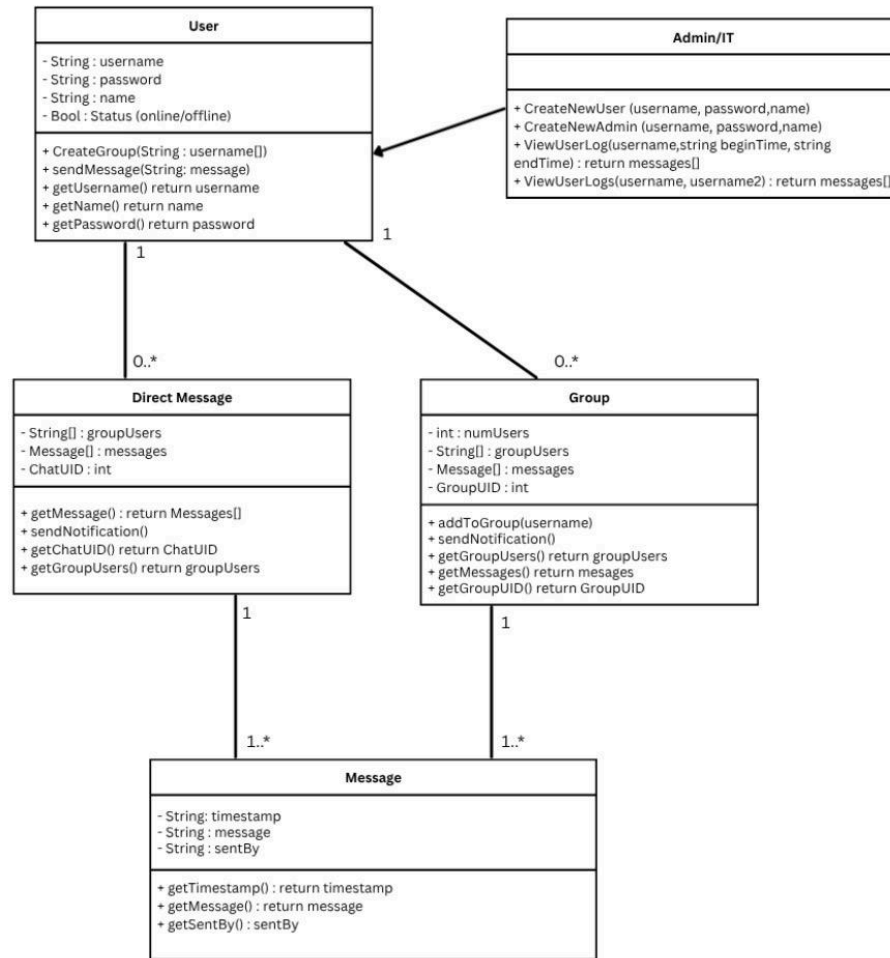 User
- String : username
- String : password
- String : name
- Bool : Status (online/offline)
+ CreateGroup(String : username[])
+ sendMessage(String: message)
+ getUsername() return username
+ getName() return name
+ getPassword() return password
Admin/IT
+ CreateNewUser (username, password,name)
+ CreateNewAdmin (username, password,name)
+ ViewUserLog(username,string beginTime, string
endTime) : return messages[]
+ ViewUserLogs(username, username2) : return messages[]
1
1
0..*
0..*
Direct Message
- String[] : groupUsers
- Message[] : messages
- ChatUID : int
+ getMessage() : return Messages[]
+ sendNotification()
+ getChatUID() return ChatUID
+ getGroupUsers() return groupUsers
Group
- int : numUsers
- String[] : groupUsers
- Message[] : messages
- GroupUID : int
+ addToGroup(username)
+ sendNotification()
+ getGroupUsers() return groupUsers
+ getMessages() return mesages
+ getGroupUID() return GroupUID
1
1
1..*
1..*
Message
- String: timestamp
- String : message
- String : sentBy
+ getTimestamp() : return timestamp
+ getMessage() : return message
+ getSentBy() : sentBy